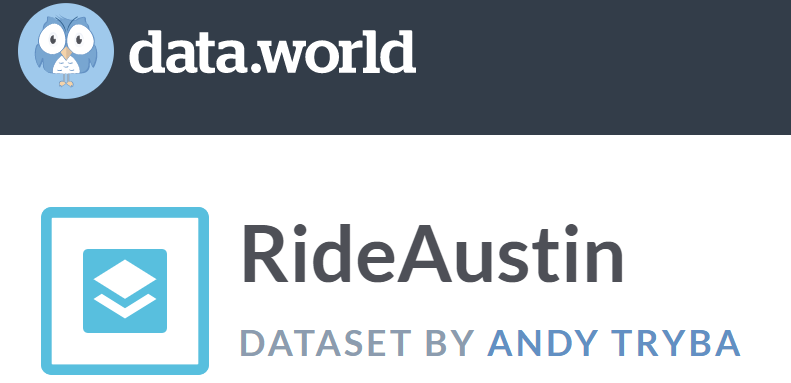 data.world
RideAustin
DATASET BY ANDY TRYBA